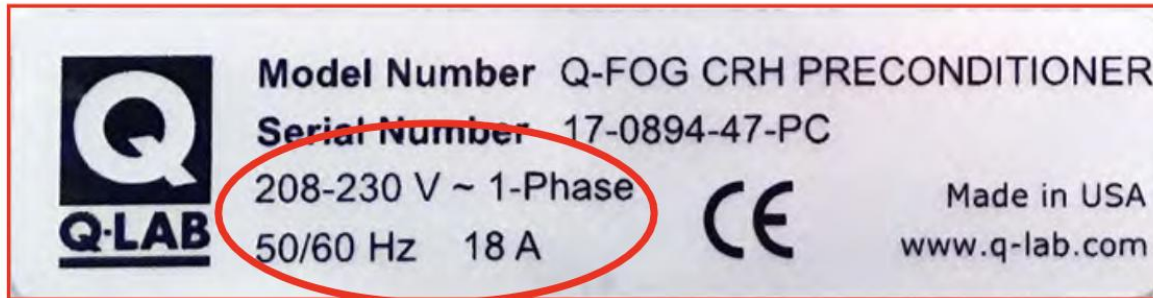 Model Number Q-FOG CRH PRECONDITIONER
Serial Number 17-0894-47-PC
208-230 V ~ 1-Phase
50/60 Hz 18 A
CE
Made in USA
www.q-lab.com
Q
Q-LAB